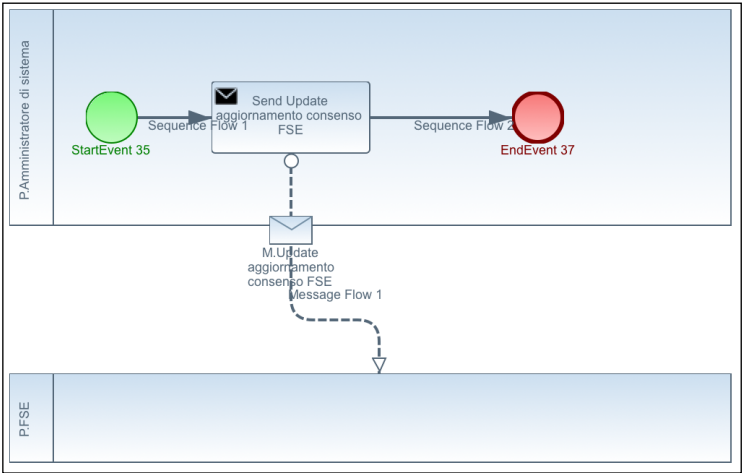 P.Amministratore di sistema
Send Update
aggiornamento consenso
FSE
Sequence Flow 1
Sequence Flow 2
StartEvent 35
EndEvent 37
M.Update
aggiornamento
consenso FSE
Message Flow 1
P.FSE